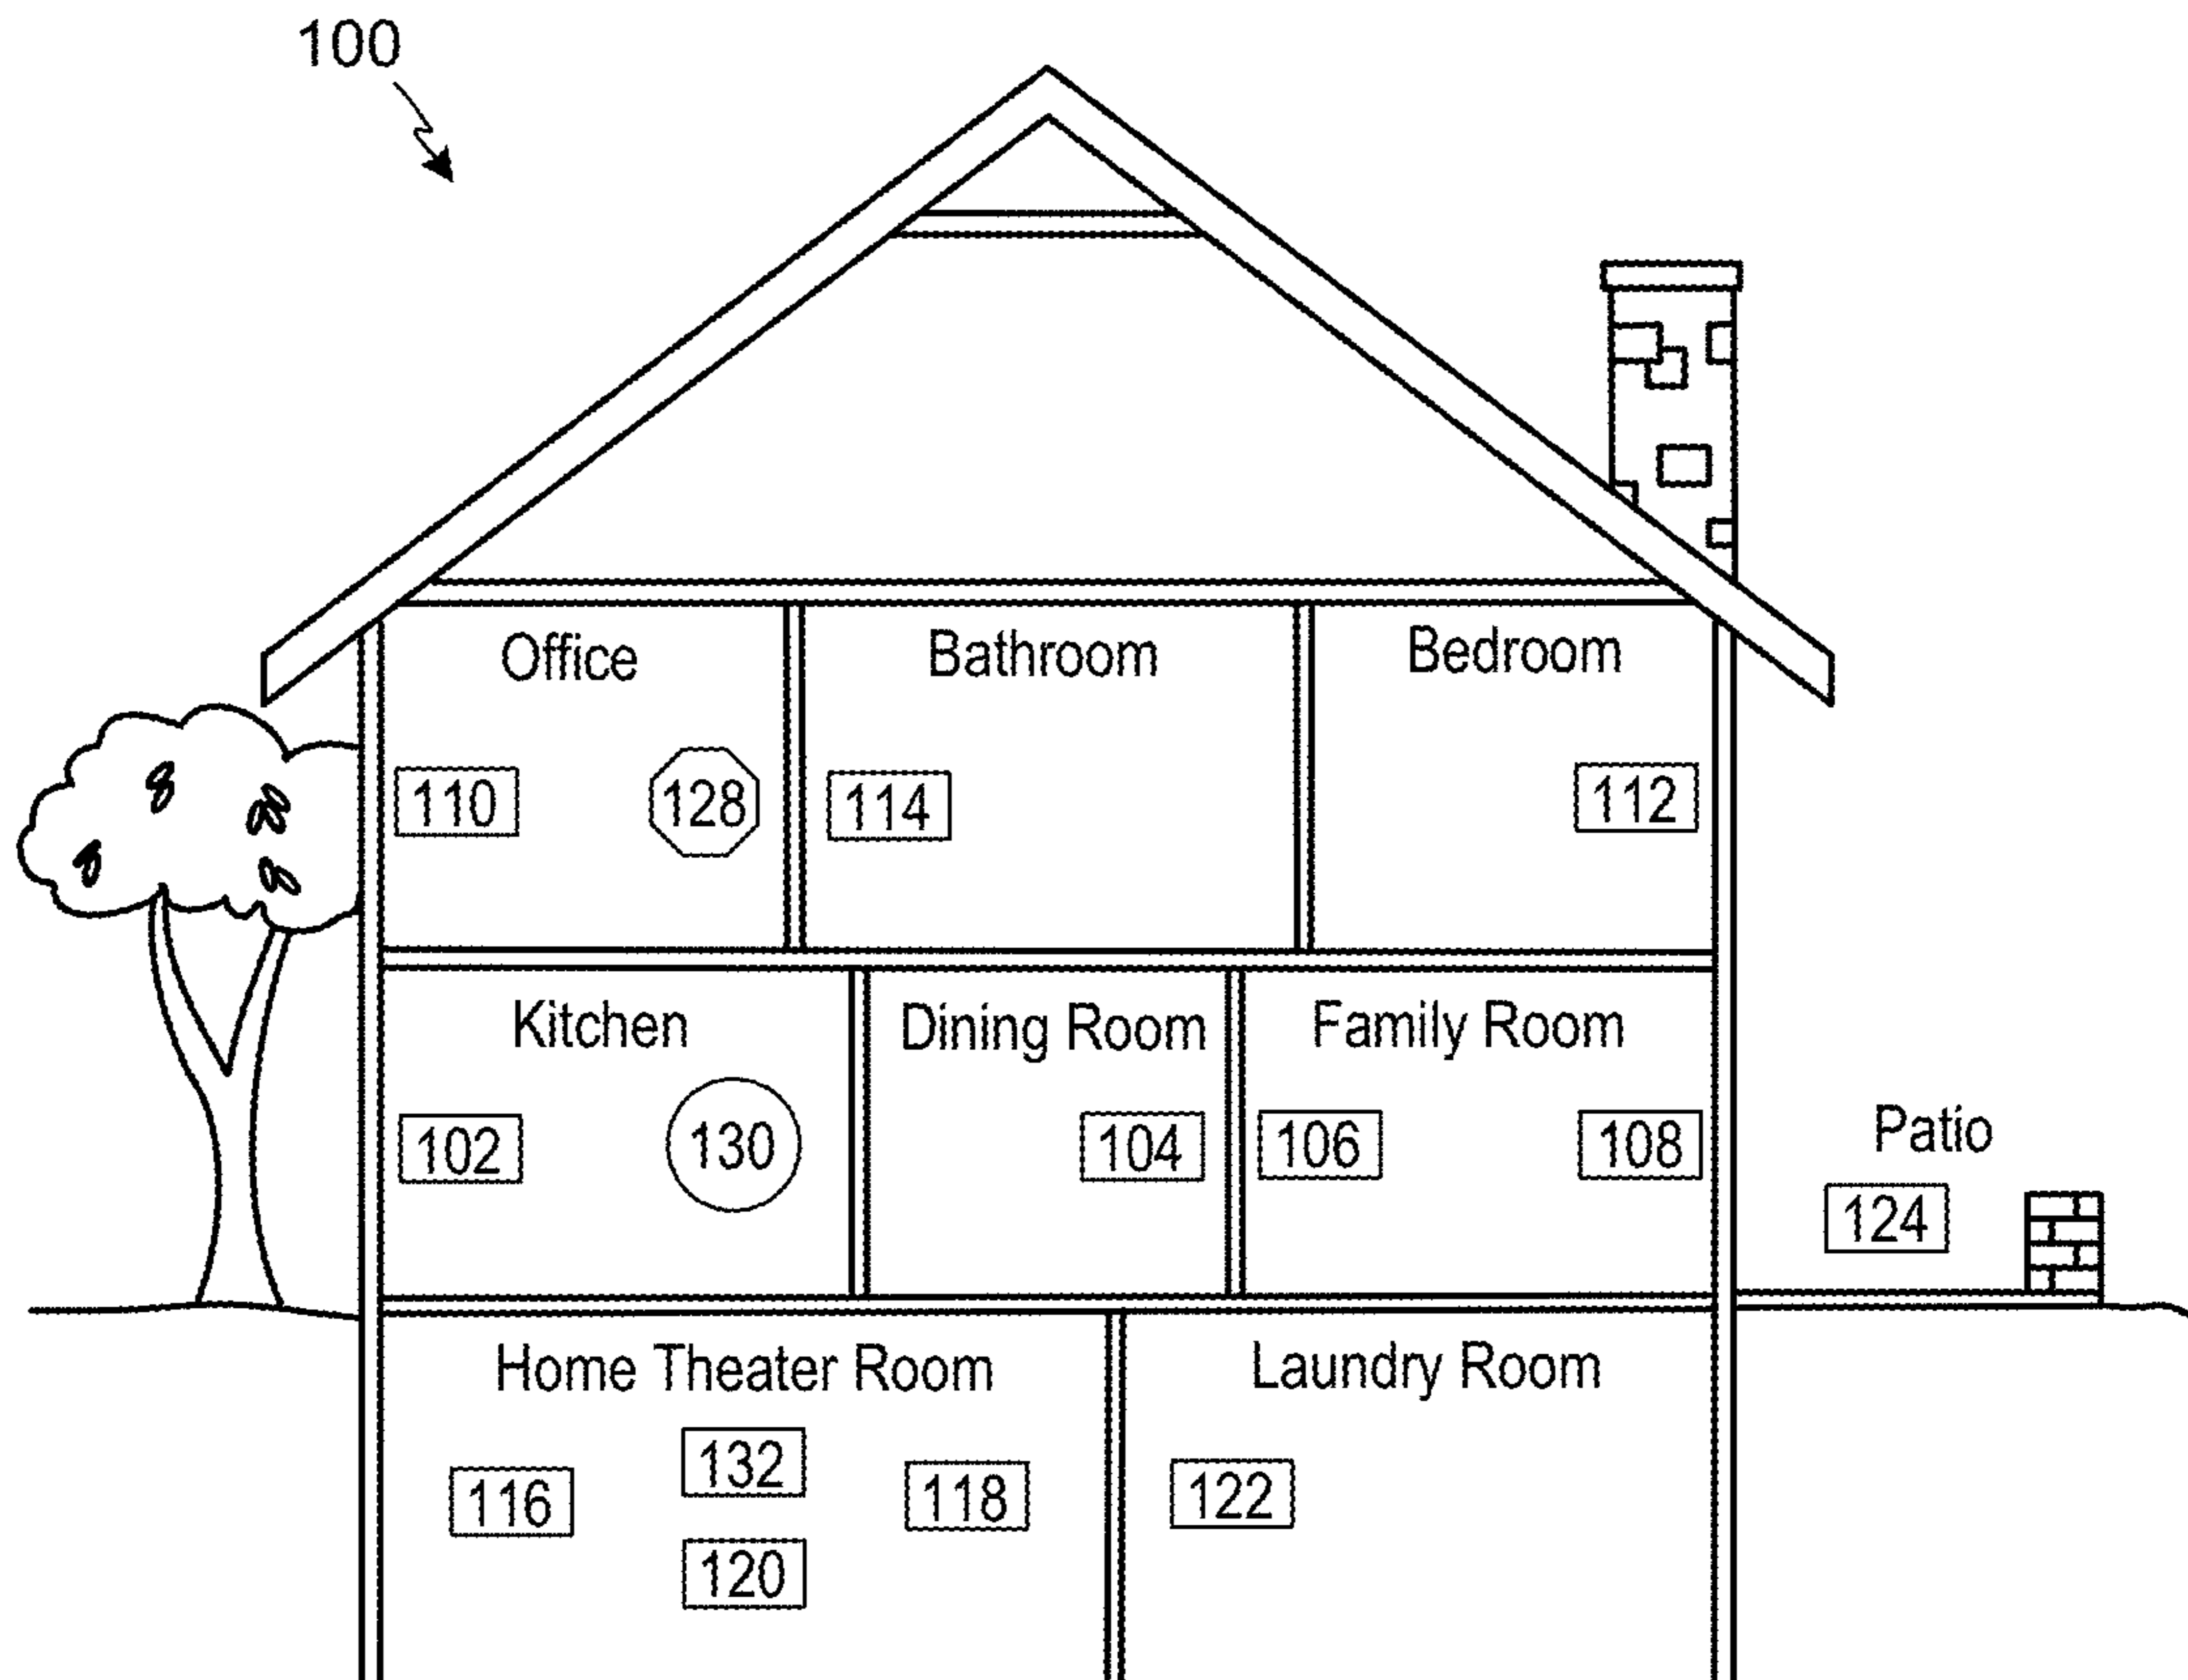 100
Office
Bathroom
Bedroom
110
128
114
112
Kitchen
Dining Room
Family Room
102
130
104
106
108
Patio
124
Home Theater Room
Laundry Room
132
116
118
122
120